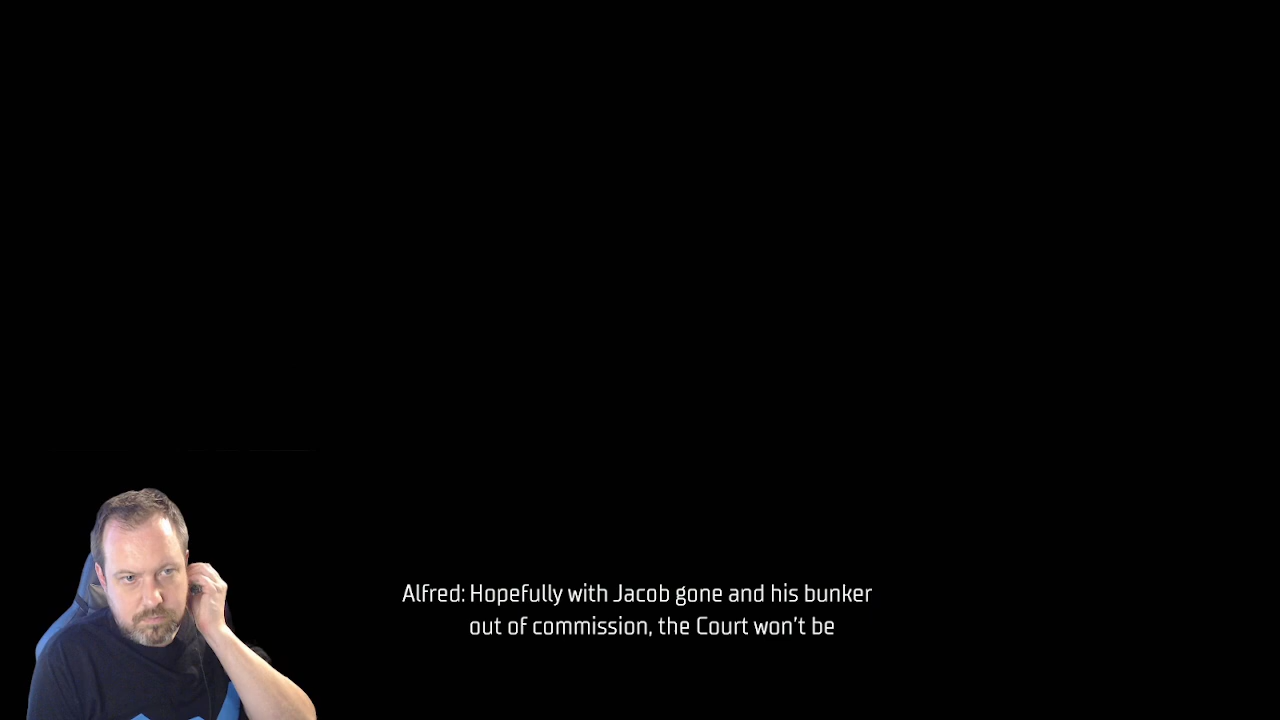 Alfred: Hopefully with Jacob gone and his bunker
out of commission, the Court won't be